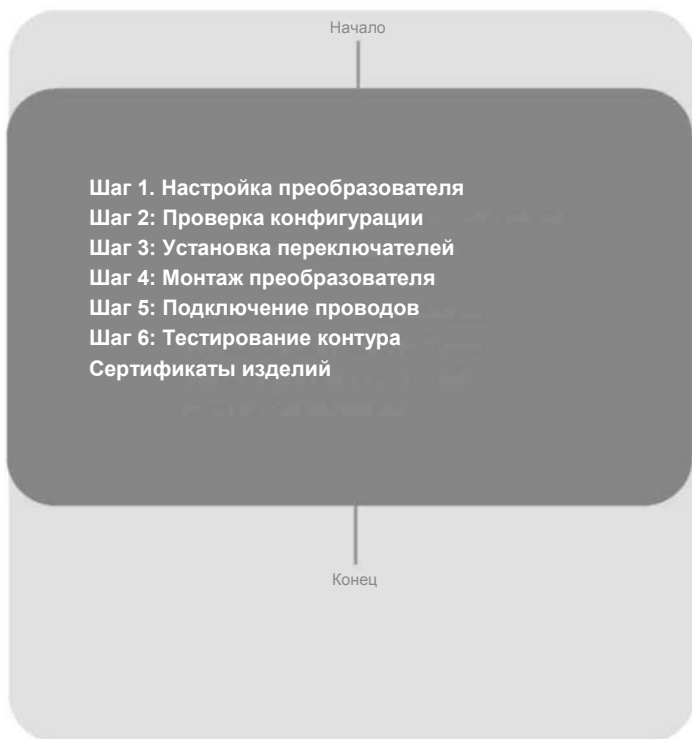 Начало
Шаг 1. Настройка преобразователя
Шаг 2: Проверка конфигурации
Шаг 3: Установка переключателей
Шаг 4: Монтаж преобразователя
Шаг 5: Подключение проводов
Шаг 6: Тестирование контура
Сертификаты изделий
Конец